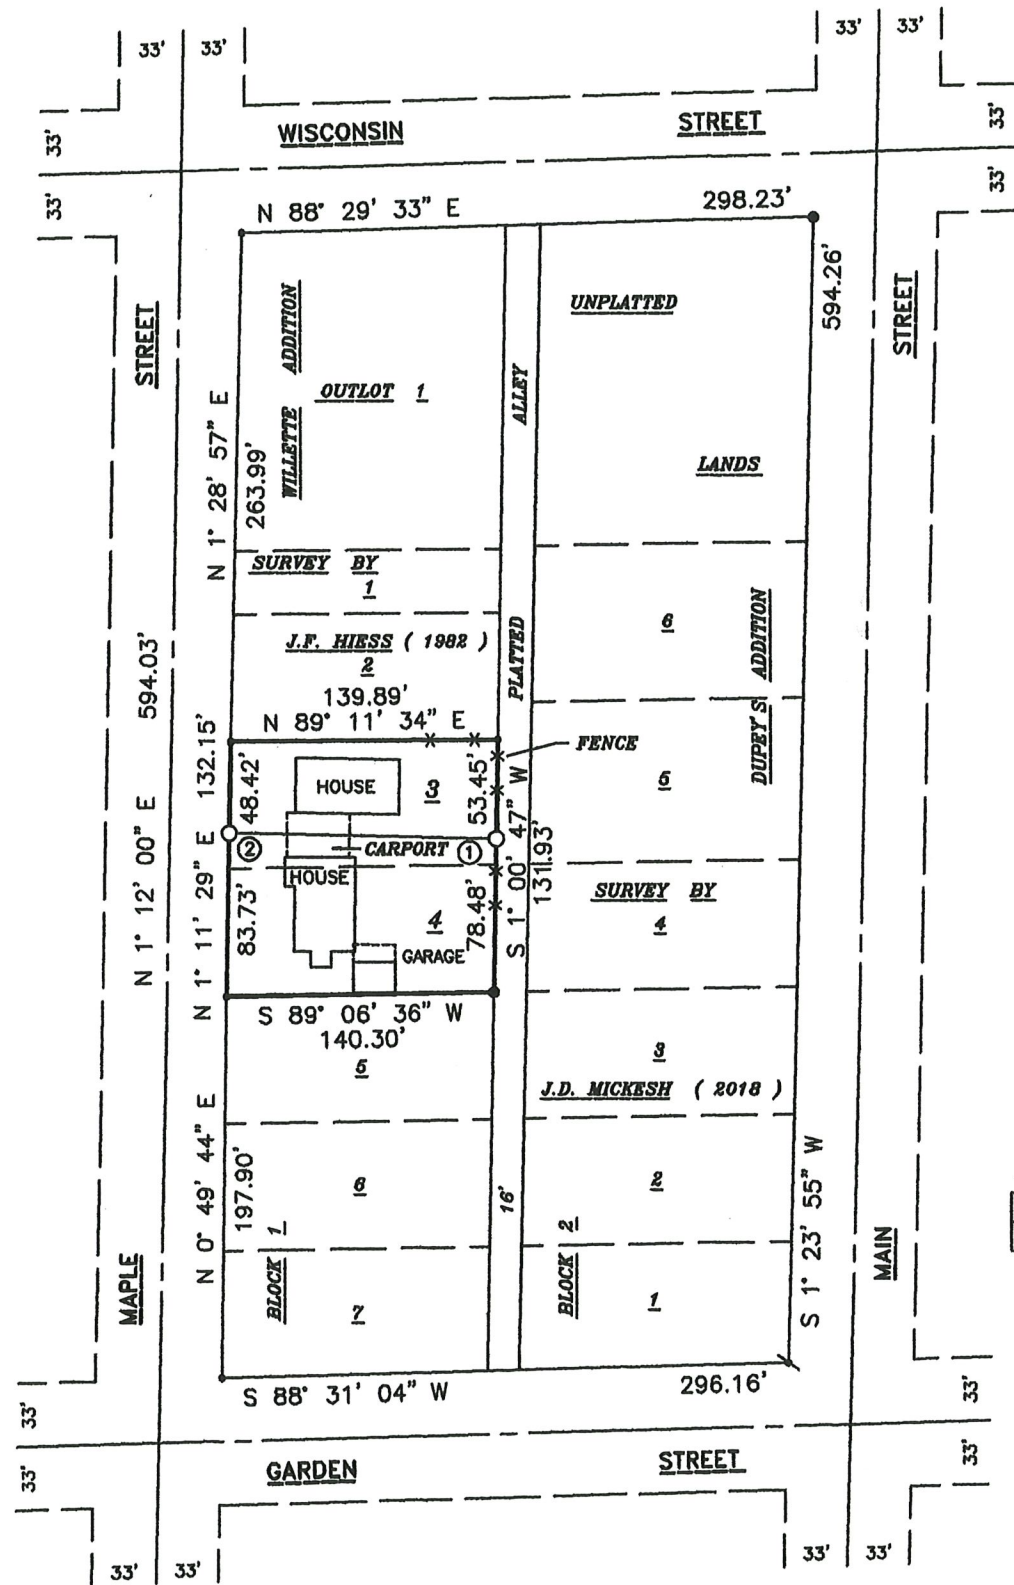 33' 33' 33' 33'
33' 33'
WISCONSIN STREET
33' 33'
N 88° 29' 33" E 298.23'
STREET
WILLETTE ADDITION
OUTLOT 1
UNPLATTED
594.26'
STREET
ALLEY
LANDS
N 1° 28' 57" E
263.99'
SURVEY BY
1
J.F. HIESS ( 1982 )
2
PLATTED
6
DUPEY'S ADDITION
139.89'
N 89° 11' 34" E
FENCE
594.03'
N 1° 12' 00" E
132.15'
N 1° 11' 29" E
48.42'
HOUSE
3
53.45'
S 1° 00' 47" W
131.93'
5
2
CARPORT
1
HOUSE
83.73'
4
78.48'
GARAGE
SURVEY BY
4
S 89° 06' 36" W
140.30'
5
3
J.D. MICKESH ( 2018 )
N 0° 49' 44" E
197.90'
6
16'
2
S 1° 23' 55" W
MAPLE
BLOCK 1
7
BLOCK 2
1
MAIN
S 88° 31' 04" W 296.16'
33' 33'
GARDEN STREET
33' 33'
33' 33' 33' 33'